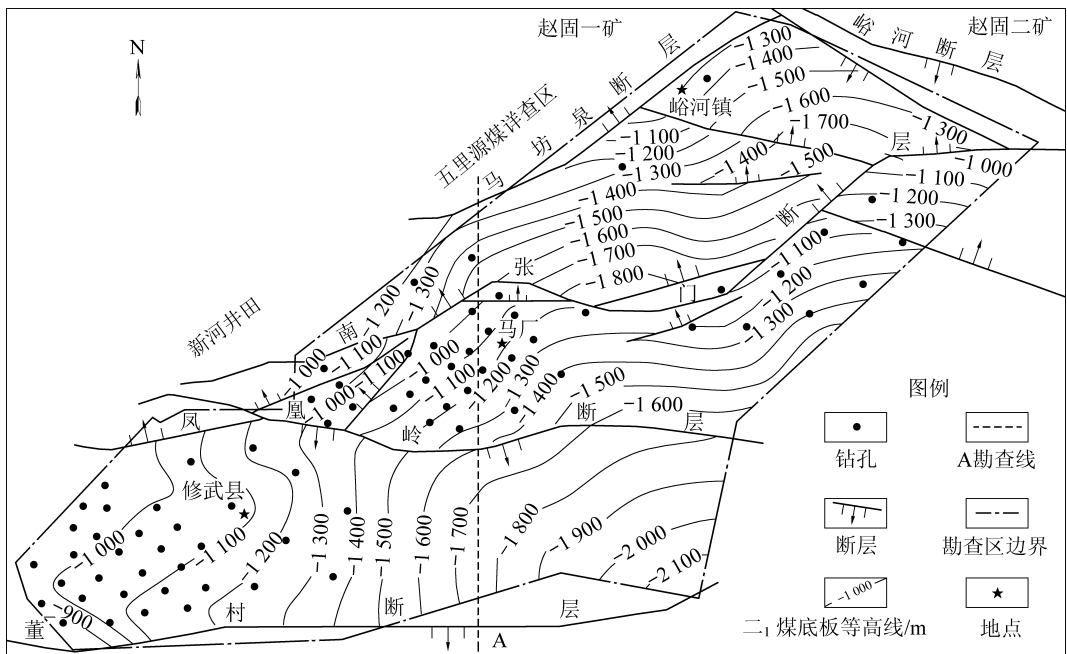 赵固一矿
赵固二矿
峪河断层
N
马坊泉断层
五里源煤详查区
-1 300
-1 400
-1 500
-1 600
-1 700
峪河镇
-1 300
层
-1 000
-1 100
-1 200
-1 300
-1 100
-1 200
-1 300
-1 400
-1 500
-1 400
-1 500
-1 600
-1 700
-1 800
断
张
门
-1 100
-1 200
-1 300
新河井田
南
-1 200
-1 300
-1 000
-1 100
-1 100
-1 000
马厂
-1 000
-1 100
-1 200
-1 300
-1 400
-1 500
-1 600
凤
凰
岭
断
层
修武县
-1 000
-1 100
-1 200
-1 300
-1 400
-1 500
-1 600
-1 700
-1 800
-1 900
-2 000
-2 100
-900
董
村
断
层
A
图例
钻孔
A勘查线
断层
勘查区边界
-1 000
二₁ 煤底板等高线/m
地点